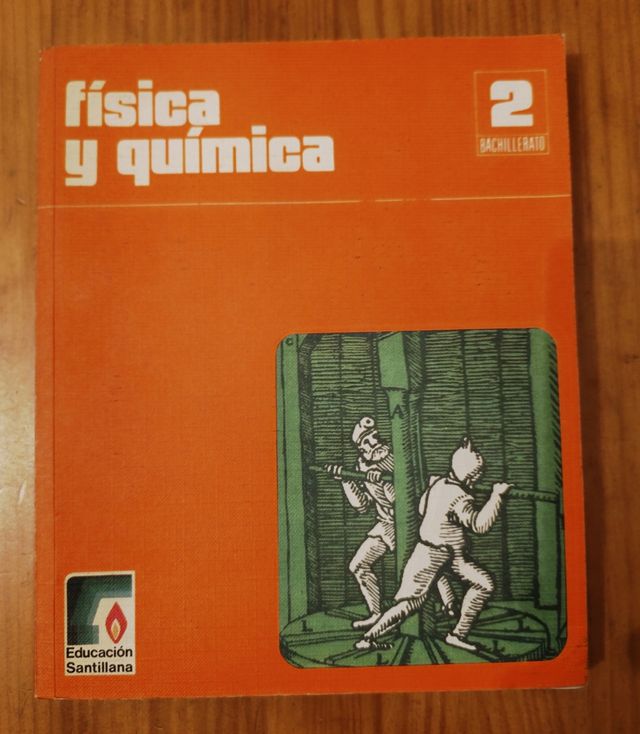 física
y química
2
BACHILLERATO
A
Educación
Santillana